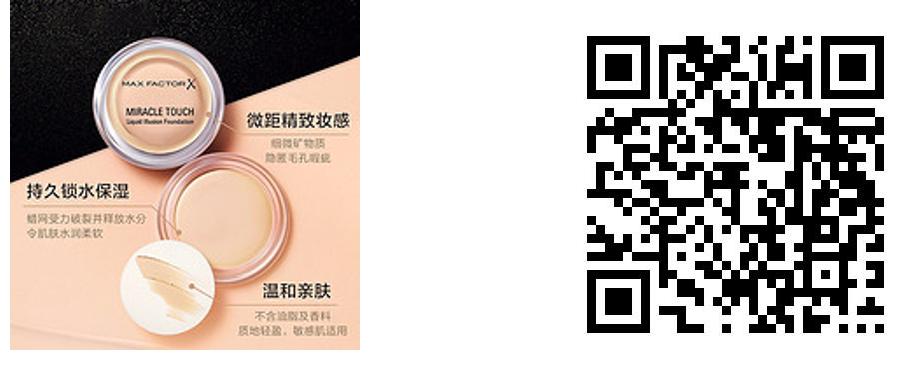 MAX FACTOR X
MIRACLE TOUCH
Liquid Illusion Foundation
微距精致妆感
细微矿物质
隐匿毛孔瑕疵
持久锁水保湿
蜡网受力破裂并释放水分
令肌肤水润柔软
温和亲肤
不含油脂及香料
质地轻盈，敏感肌适用